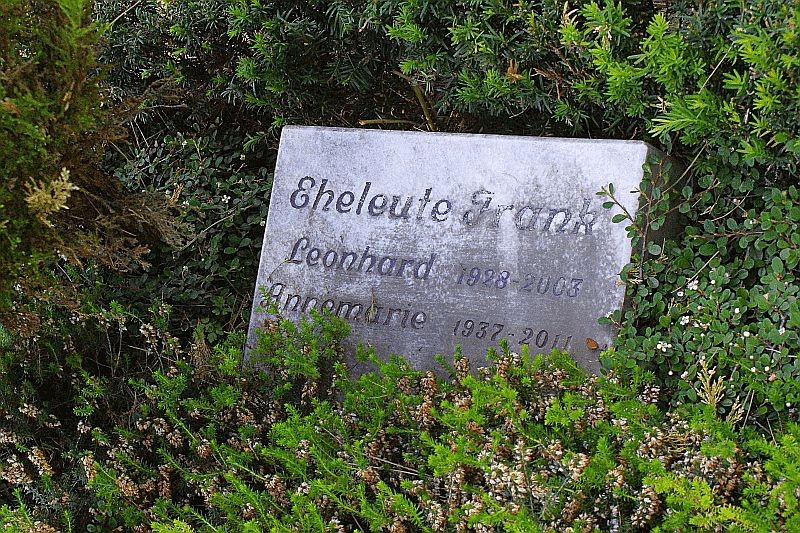 Eheleute Frank
Leonhard 1928-2003
Annemarie 1937-2011